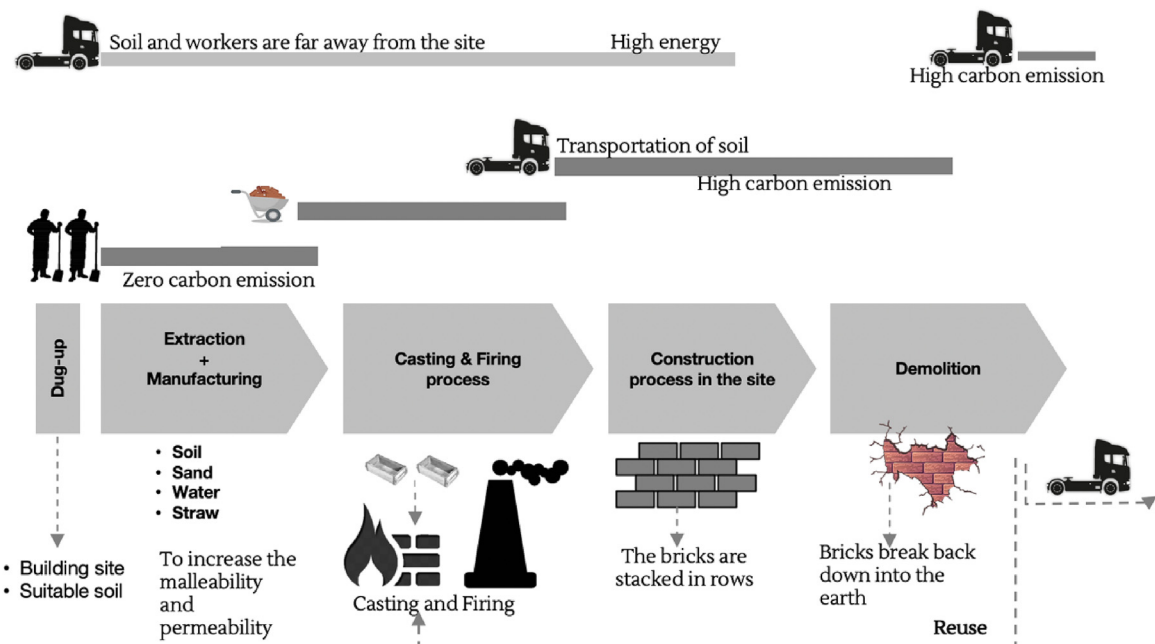 Soil and workers are far away from the site
High energy
High carbon emission
Transportation of soil
High carbon emission
Zero carbon emission
Dug-up
Extraction
+
Manufacturing
Casting & Firing
process
Construction
process in the site
Demolition
• Soil
• Sand
• Water
• Straw
• Building site
• Suitable soil
To increase the
malleability
and
permeability
Casting and Firing
The bricks are
stacked in rows
Bricks break back
down into the
earth
Reuse